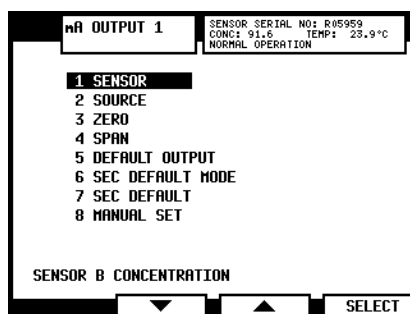 mA OUTPUT 1
SENSOR SERIAL NO: R05959
CONC: 91.6 TEMP: 23.9°C
NORMAL OPERATION
1 SENSOR
2 SOURCE
3 ZERO
4 SPAN
5 DEFAULT OUTPUT
6 SEC DEFAULT MODE
7 SEC DEFAULT
8 MANUAL SET
SENSOR B CONCENTRATION
SELECT